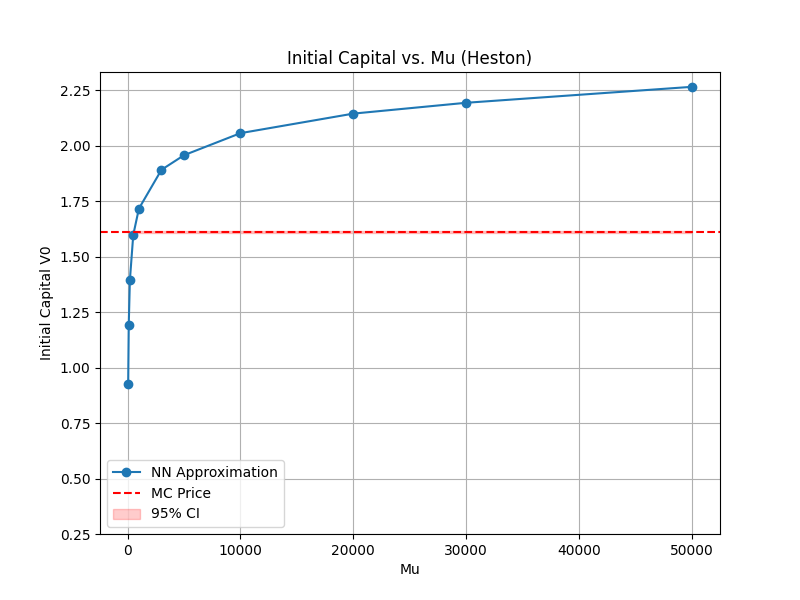 Initial Capital vs. Mu (Heston)
Initial Capital V0
2.25
2.00
1.75
1.50
1.25
1.00
0.75
0.50
0.25
NN Approximation
MC Price
95% CI
0 10000 20000 30000 40000 50000
Mu